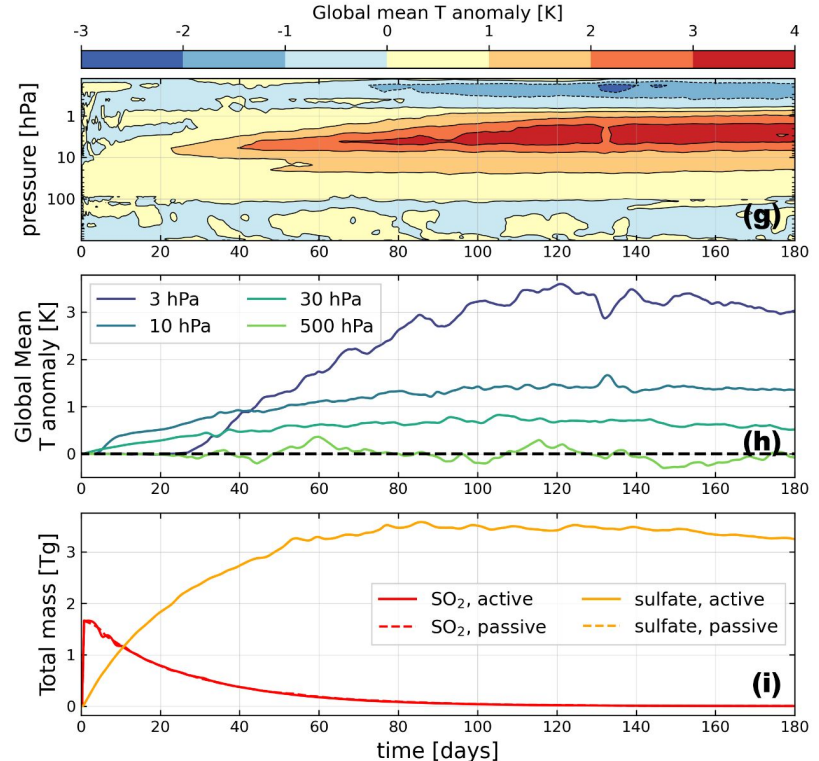 Global mean T anomaly [K]
-3 -2 -1 0 1 2 3 4
pressure [hPa]
1
10
100
(g)
0 20 40 60 80 100 120 140 160 180
Global Mean
T anomaly [K]
3 hPa 30 hPa
10 hPa 500 hPa
3
2
1
0
(h)
0 20 40 60 80 100 120 140 160 180
Total mass [Tg]
3
2
1
0
SO₂, active sulfate, active
SO₂, passive sulfate, passive
(i)
0 20 40 60 80 100 120 140 160 180
time [days]